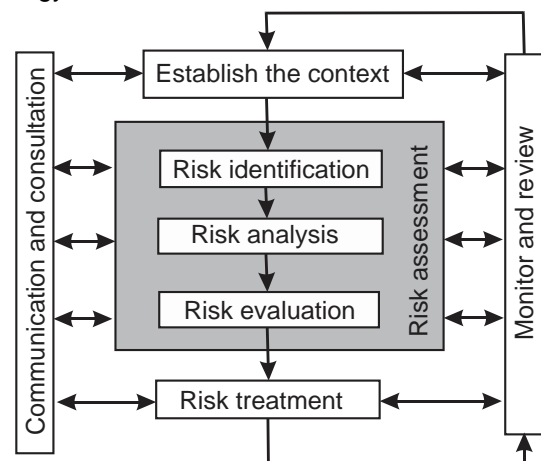 gy
Establish the context
Risk identification
Risk analysis
Risk evaluation
Risk assessment
Risk treatment
Communication and consultation
Monitor and review